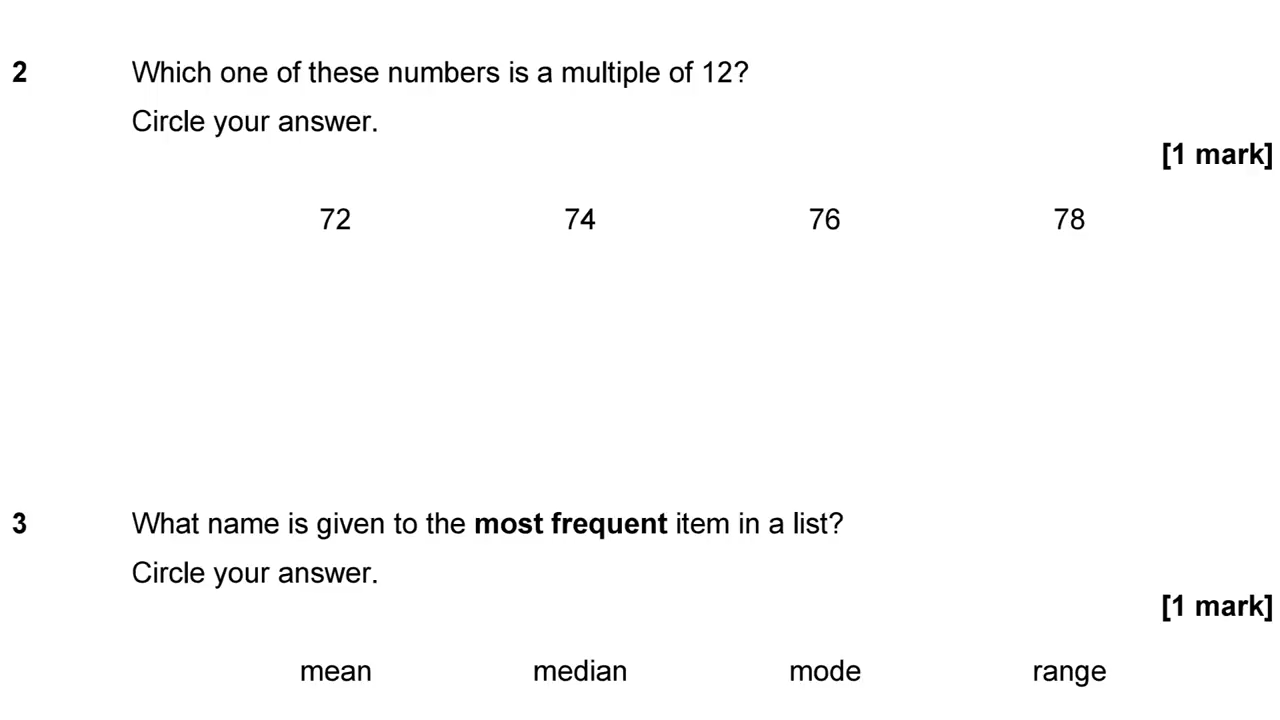 2 Which one of these numbers is a multiple of 12?
Circle your answer.
[1 mark]
72 74 76 78
3 What name is given to the most frequent item in a list?
Circle your answer.
[1 mark]
mean median mode range